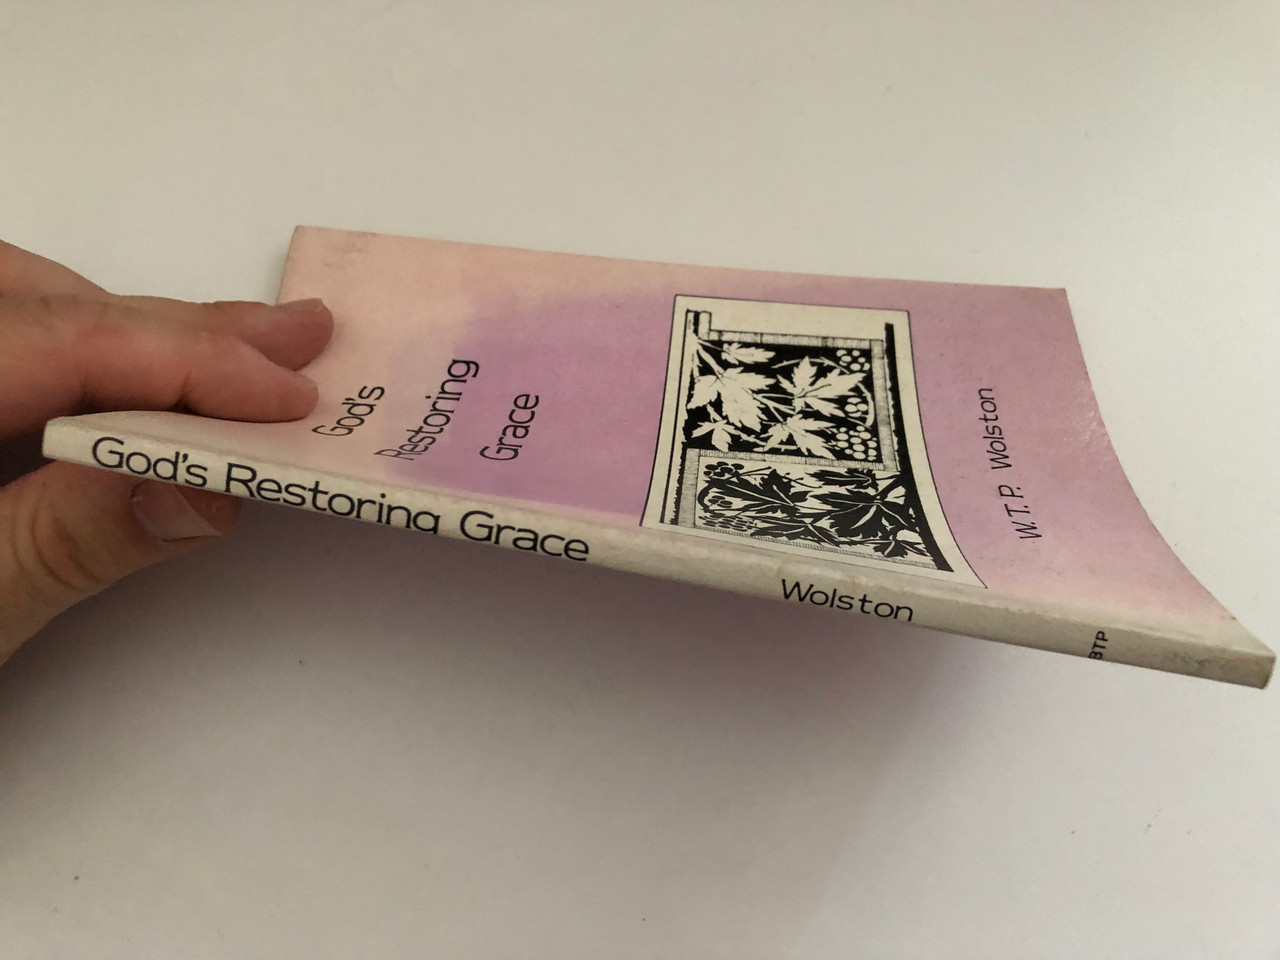 God's
Restoring
Grace
W.T.P. Wolston
God's Restoring Grace
Wolston
BTP